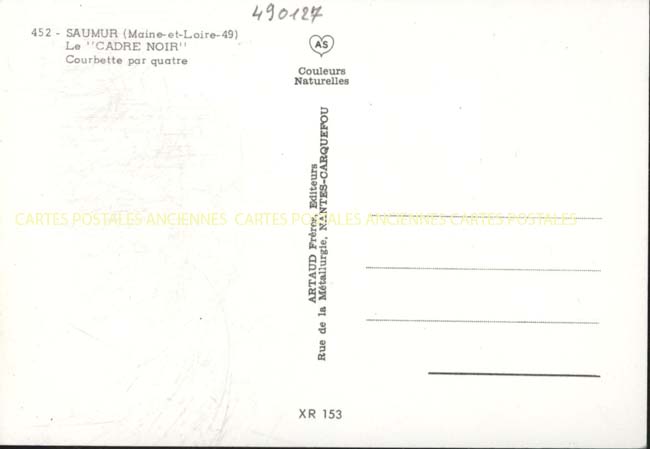 490127
452 - SAUMUR (Maine-et-Loire-49)
Le "CADRE NOIR"
Courbette par quatre
AS
Couleurs
Naturelles
ARTAUD Frères, Editeurs
Rue de la Métallurgie, NANTES-CARQUEFOU
CARTES POSTALES ANCIENNES CARTES POSTALES ANCIENNES CARTES POSTALES ANCIENNES
XR 153